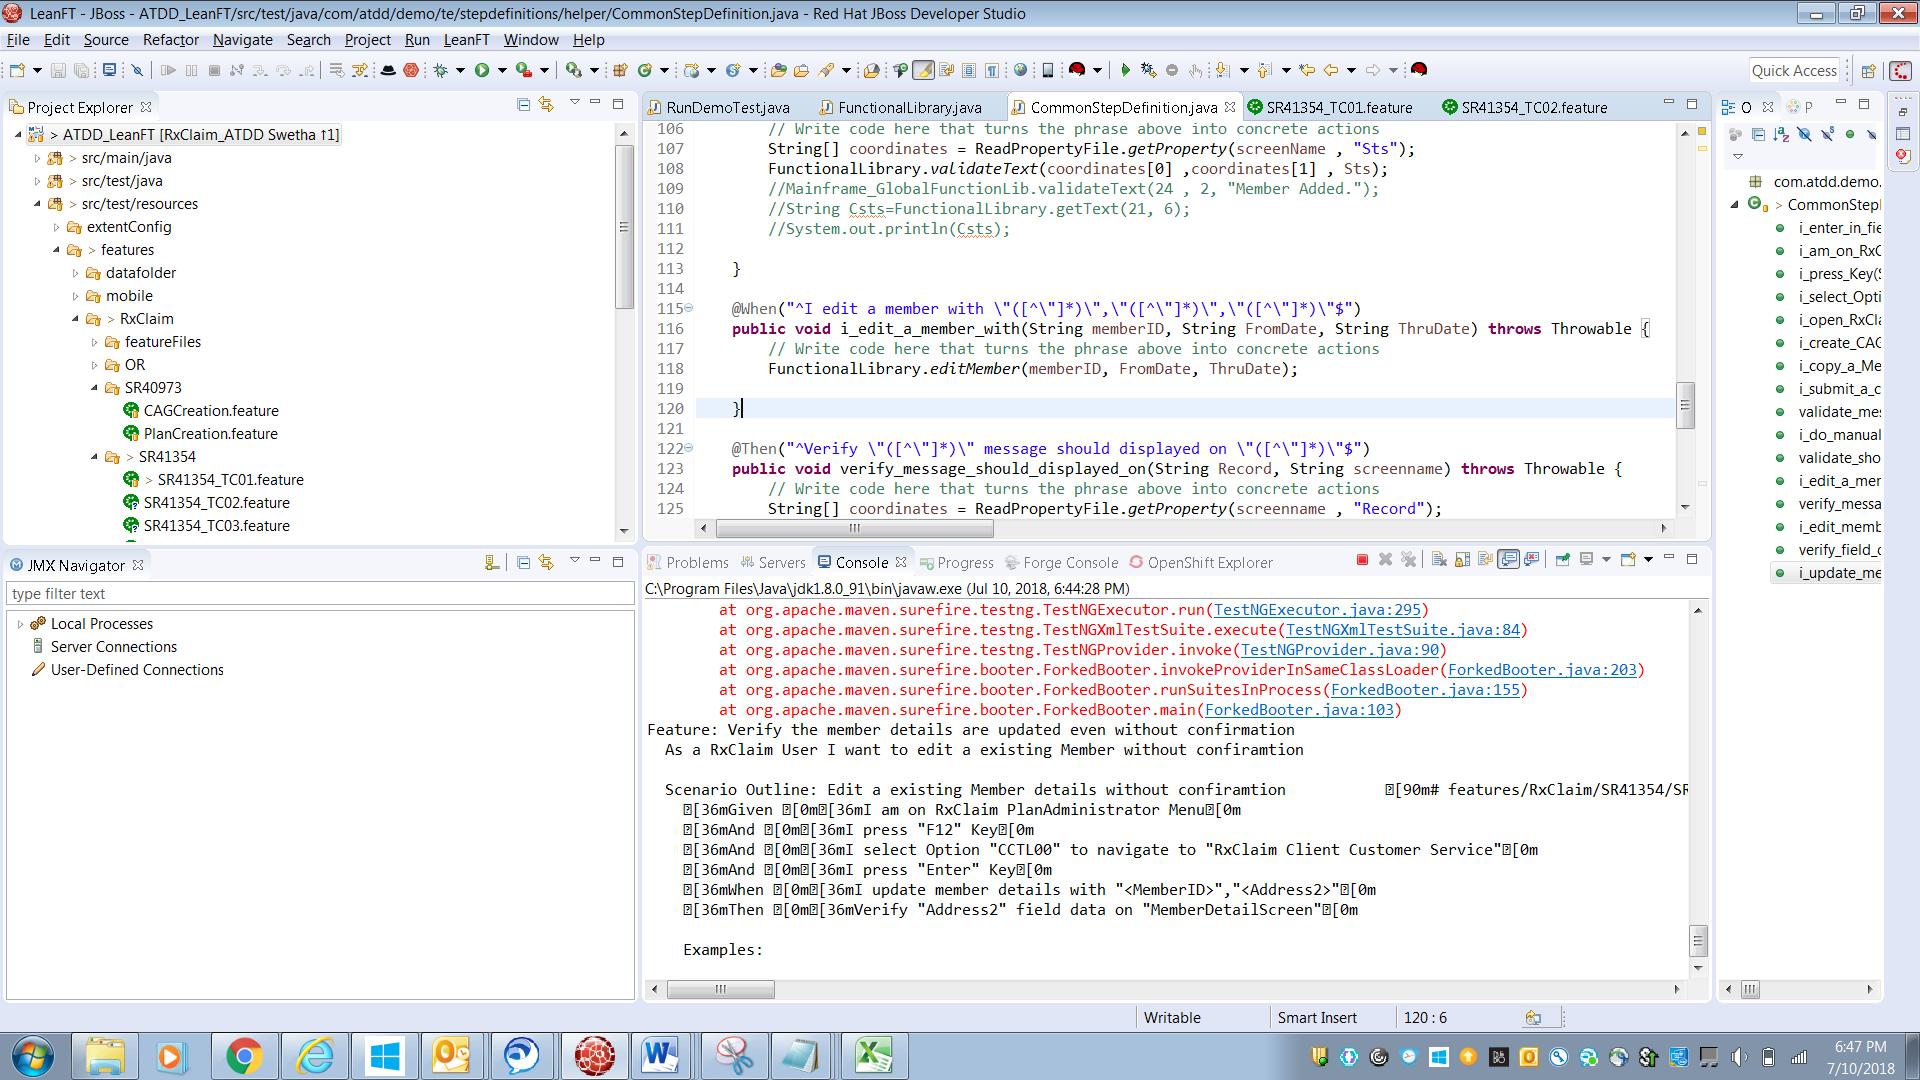 LeanFT - JBoss - ATDD_LeanFT/src/test/java/com/atdd/demo/te/stepdefinitions/helper/CommonStepDefinition.java - Red Hat JBoss Developer Studio
File Edit Source Refactor Navigate Search Project Run LeanFT Window Help
Quick Access
Project Explorer
> ATDD_LeanFT [RxClaim_ATDD Swetha ↑1]
> src/main/java
> src/test/java
> src/test/resources
extentConfig
> features
datafolder
mobile
> RxClaim
featureFiles
OR
SR40973
CAGCreation.feature
PlanCreation.feature
> SR41354
> SR41354_TC01.feature
SR41354_TC02.feature
SR41354_TC03.feature
JMX Navigator
type filter text
Local Processes
Server Connections
User-Defined Connections
RunDemoTest.java FunctionalLibrary.java CommonStepDefinition.java SR41354_TC01.feature SR41354_TC02.feature
106 // Write code here that turns the phrase above into concrete actions
107 String[] coordinates = ReadPropertyFile.getProperty(screenName , "Sts");
108 FunctionalLibrary.validateText(coordinates[0] ,coordinates[1] , Sts);
109 //Mainframe_GlobalFunctionLib.validateText(24 , 2, "Member Added.");
110 //String Csts=FunctionalLibrary.getText(21, 6);
111 //System.out.println(Csts);
112
113 }
114
115 @When("^I edit a member with \"([^\"]*)\",\"([^\"]*)\",\"([^\"]*)\"$")
116 public void i_edit_a_member_with(String memberID, String FromDate, String ThruDate) throws Throwable {
117 // Write code here that turns the phrase above into concrete actions
118 FunctionalLibrary.editMember(memberID, FromDate, ThruDate);
119
120 }
121
122 @Then("^Verify \"([^\"]*)\" message should displayed on \"([^\"]*)\"$")
123 public void verify_message_should_displayed_on(String Record, String screenname) throws Throwable {
124 // Write code here that turns the phrase above into concrete actions
125 String[] coordinates = ReadPropertyFile.getProperty(screenname , "Record");
Problems Servers Console Progress Forge Console OpenShift Explorer
C:\Program Files\Java\jdk1.8.0_91\bin\javaw.exe (Jul 10, 2018, 6:44:28 PM)
at org.apache.maven.surefire.testng.TestNGExecutor.run(TestNGExecutor.java:295)
at org.apache.maven.surefire.testng.TestNGXmlTestSuite.execute(TestNGXmlTestSuite.java:84)
at org.apache.maven.surefire.testng.TestNGProvider.invoke(TestNGProvider.java:90)
at org.apache.maven.surefire.booter.ForkedBooter.invokeProviderInSameClassLoader(ForkedBooter.java:203)
at org.apache.maven.surefire.booter.ForkedBooter.runSuitesInProcess(ForkedBooter.java:155)
at org.apache.maven.surefire.booter.ForkedBooter.main(ForkedBooter.java:103)
Feature: Verify the member details are updated even without confirmation
As a RxClaim User I want to edit a existing Member without confiramtion
Scenario Outline: Edit a existing Member details without confiramtion [90m# features/RxClaim/SR41354/SR
[36mGiven [0m[36mI am on RxClaim PlanAdministrator Menu[0m
[36mAnd [0m[36mI press "F12" Key[0m
[36mAnd [0m[36mI select Option "CCTL00" to navigate to "RxClaim Client Customer Service"[0m
[36mAnd [0m[36mI press "Enter" Key[0m
[36mWhen [0m[36mI update member details with "<MemberID>","<Address2>"[0m
[36mThen [0m[36mVerify "Address2" field data on "MemberDetailScreen"[0m
Examples:
O P
com.atdd.demo.
> CommonStep
i_enter_in_fie
i_am_on_RxC
i_press_Key(S
i_select_Opti
i_open_RxCla
i_create_CAG
i_copy_a_Me
i_submit_a_c
validate_mes
i_do_manual
validate_sho
i_edit_a_mer
verify_messa
i_edit_memb
verify_field_c
i_update_me
Writable Smart Insert 120 : 6
6:47 PM
7/10/2018